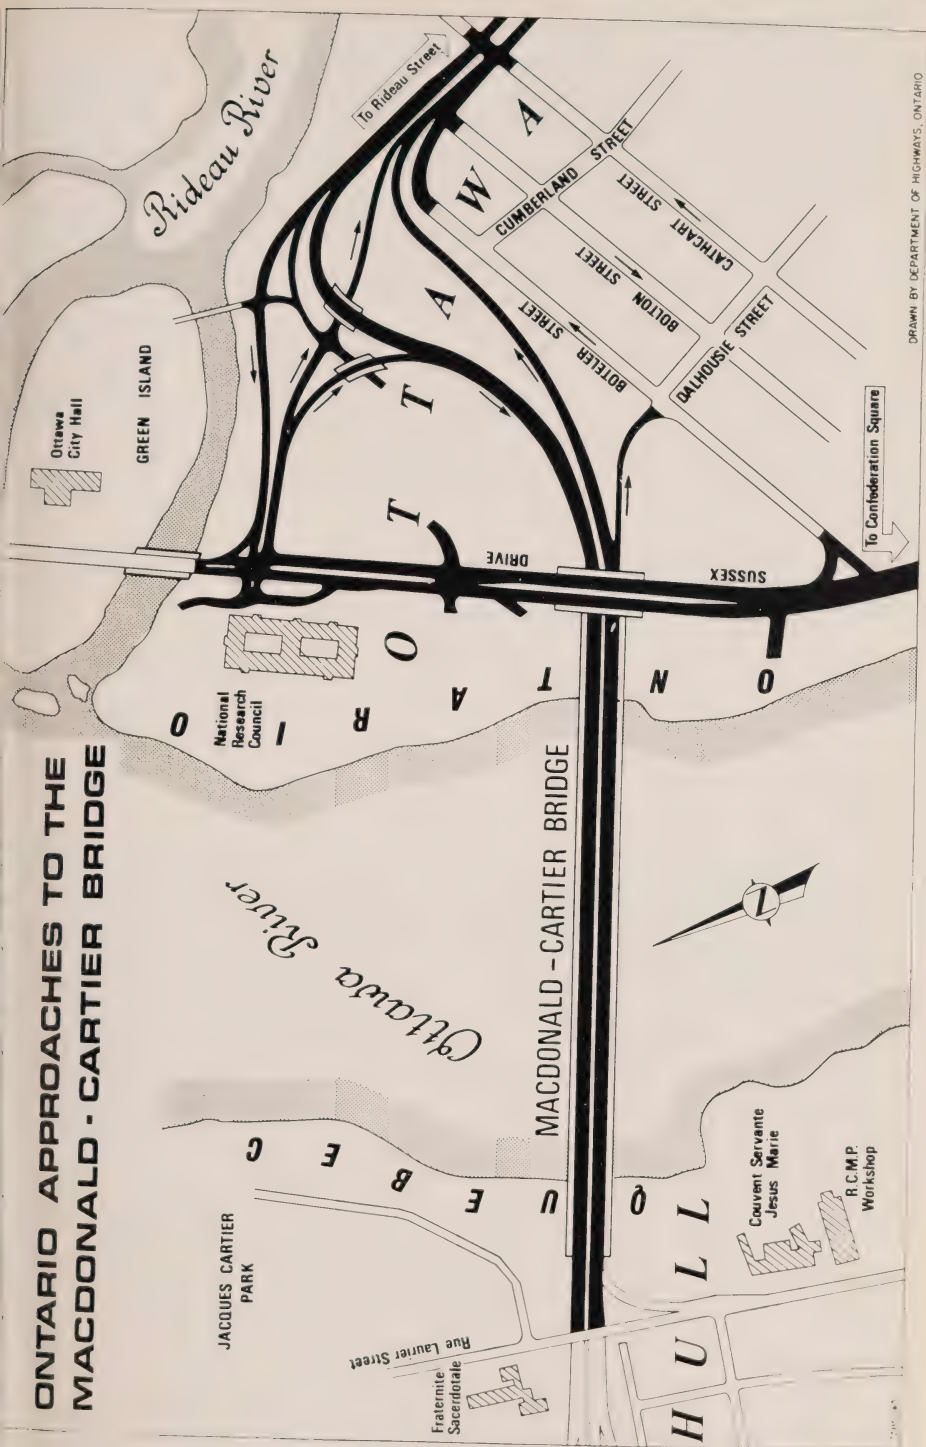 ONTARIO APPROACHES TO THE
MACDONALD - CARTIER BRIDGE
JACQUES CARTIER
PARK
Rue Laurier Street
Fraternite
Sacerdotale
HULL
Couvent Servante
Jesus Marie
R.C.M.P.
Workshop
QUEBEC
Ottawa River
MACDONALD - CARTIER BRIDGE
N
ONTARIO
National
Research
Council
OTTAWA
Ottawa
City Hall
GREEN ISLAND
Rideau River
To Rideau Street
SUSSEX
DRIVE
BOTELER
STREET
BOLTON
STREET
CATHCART
STREET
CUMBERLAND STREET
DALHOUSIE STREET
To Confederation Square
DRAWN BY DEPARTMENT OF HIGHWAYS, ONTARIO